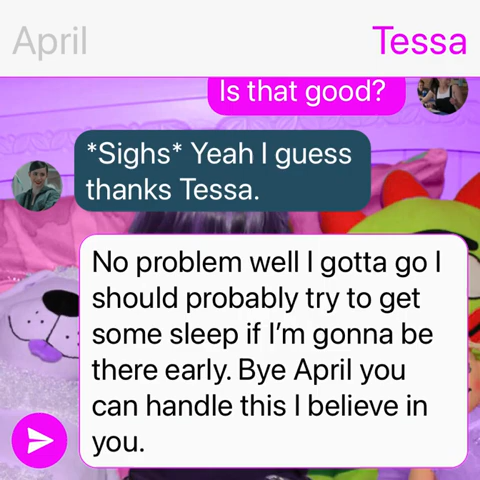 April
Tessa
Is that good?
*Sighs* Yeah I guess
thanks Tessa.
No problem well I gotta go I
should probably try to get
some sleep if I'm gonna be
there early. Bye April you
can handle this I believe in
you.